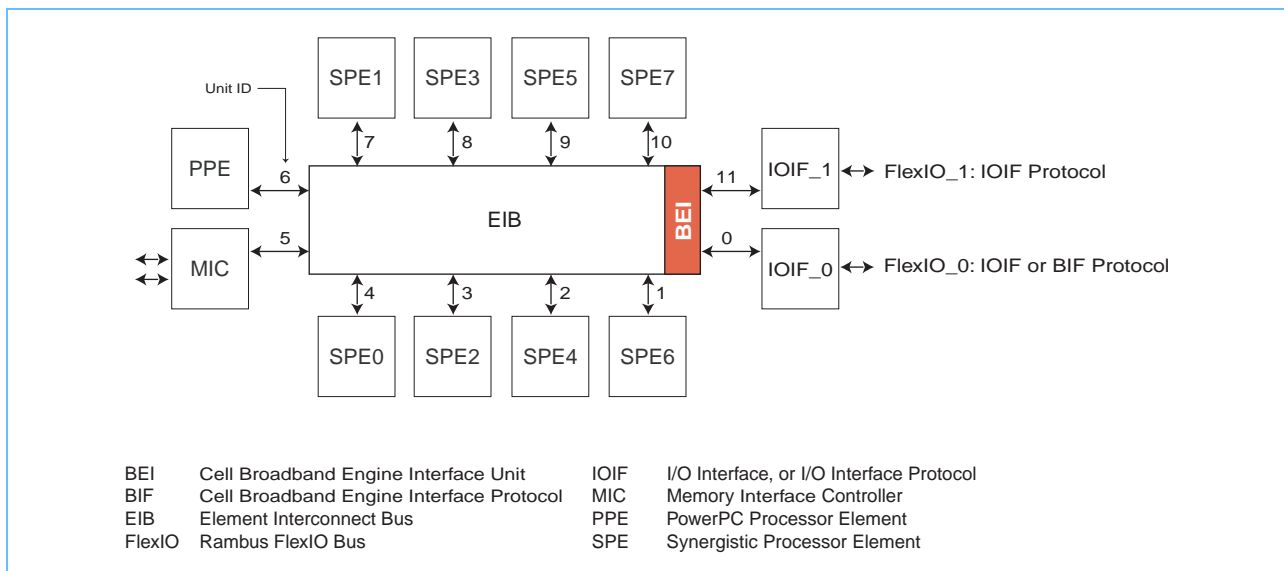 SPE1 SPE3 SPE5 SPE7
Unit ID
7 8 9 10
PPE 6 11 IOIF_1 FlexIO_1: IOIF Protocol
EIB BEI
MIC 5 0 IOIF_0 FlexIO_0: IOIF or BIF Protocol
4 3 2 1
SPE0 SPE2 SPE4 SPE6
BEI Cell Broadband Engine Interface Unit IOIF I/O Interface, or I/O Interface Protocol
BIF Cell Broadband Engine Interface Protocol MIC Memory Interface Controller
EIB Element Interconnect Bus PPE PowerPC Processor Element
FlexIO Rambus FlexIO Bus SPE Synergistic Processor Element